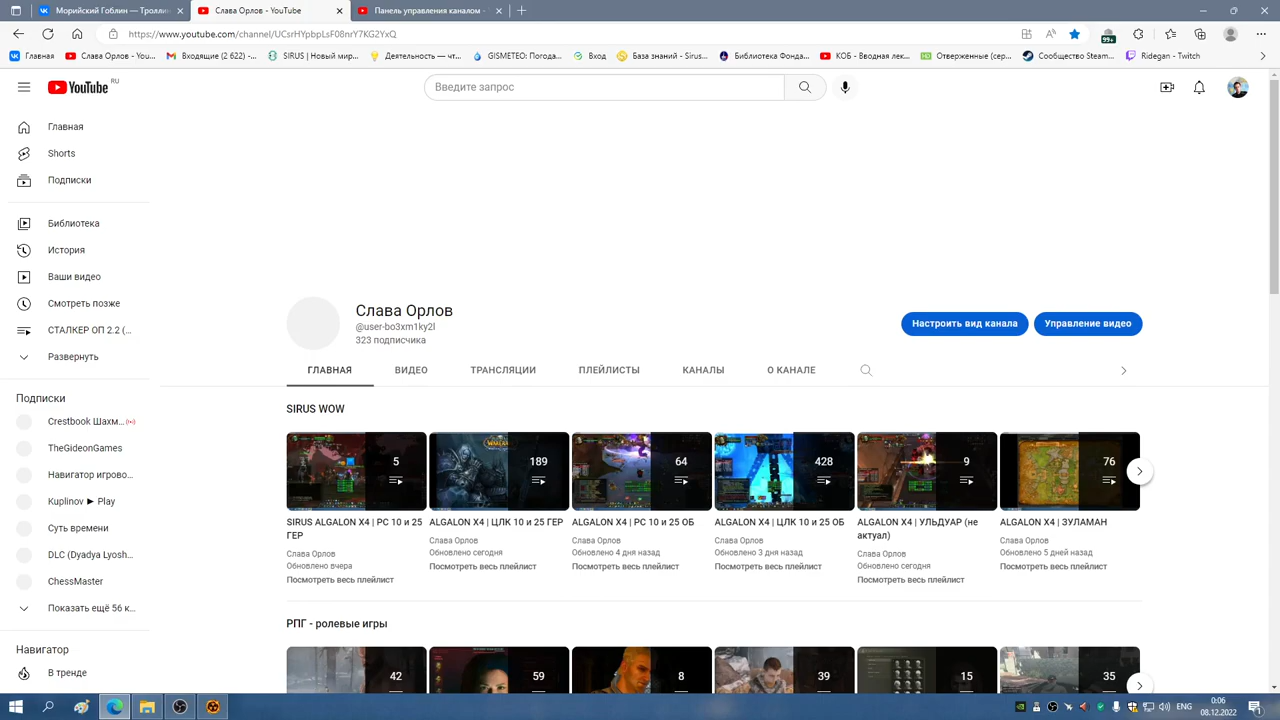 Морийский Гоблин — Тролли
Слава Орлов - YouTube
Панель управления каналом -
https://www.youtube.com/channel/UCsrHYpbpLsF08nrY7KG2YxQ
99+
Главная
Слава Орлов - You...
Входящие (2 622) -...
SIRUS | Новый мир...
Деятельность — чт...
GISMETEO: Погода...
Вход
База знаний – Sirus...
Библиотека Фонда...
КОБ - Вводная лек...
Отверженные (сер...
Сообщество Steam...
Ridegan - Twitch
YouTube RU
Введите запрос
Главная
Shorts
Подписки
Библиотека
История
Ваши видео
Смотреть позже
СТАЛКЕР ОП 2.2 (...
Развернуть
Подписки
Crestbook Шахм...
TheGideonGames
Навигатор игрово...
Kuplinov ► Play
Суть времени
DLC (Dyadya Lyosh...
ChessMaster
Показать ещё 56 к...
Навигатор
В тренде
Слава Орлов
@user-bo3xm1ky2l
323 подписчика
Настроить вид канала
Управление видео
ГЛАВНАЯ
ВИДЕО
ТРАНСЛЯЦИИ
ПЛЕЙЛИСТЫ
КАНАЛЫ
О КАНАЛЕ
SIRUS WOW
5
189
64
428
9
76
SIRUS ALGALON X4 | РС 10 и 25 ГЕР
Слава Орлов
Обновлено вчера
Посмотреть весь плейлист
ALGALON X4 | ЦЛК 10 и 25 ГЕР
Слава Орлов
Обновлено сегодня
Посмотреть весь плейлист
ALGALON X4 | РС 10 и 25 ОБ
Слава Орлов
Обновлено 4 дня назад
Посмотреть весь плейлист
ALGALON X4 | ЦЛК 10 и 25 ОБ
Слава Орлов
Обновлено 3 дня назад
Посмотреть весь плейлист
ALGALON X4 | УЛЬДУАР (не актуал)
Слава Орлов
Обновлено сегодня
Посмотреть весь плейлист
ALGALON X4 | ЗУЛАМАН
Слава Орлов
Обновлено 5 дней назад
Посмотреть весь плейлист
РПГ - ролевые игры
42
59
8
39
15
35
ENG
0:06
08.12.2022
1